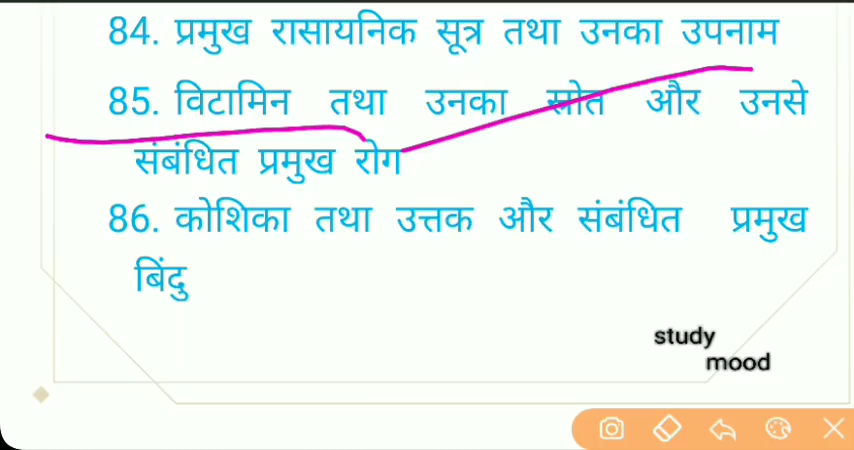 84. प्रमुख रासायनिक सूत्र तथा उनका उपनाम
85. विटामिन तथा उनका स्रोत और उनसे
संबंधित प्रमुख रोग
86. कोशिका तथा उत्तक और संबंधित प्रमुख
बिंदु
study
mood